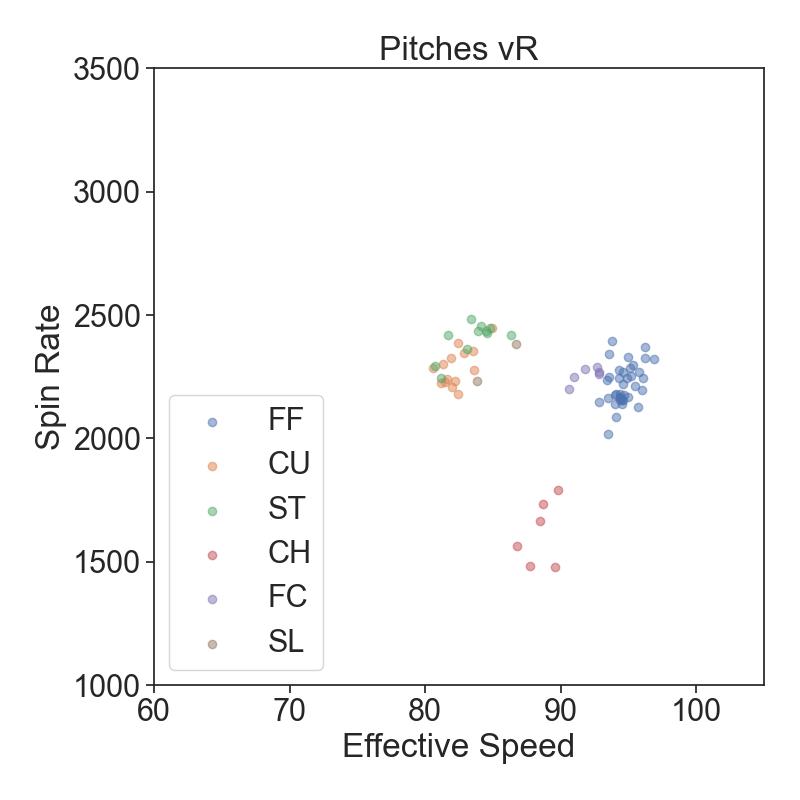 Pitches vR
3500
3000
2500
2000
1500
1000
Spin Rate
FF
CU
ST
CH
FC
SL
60 70 80 90 100
Effective Speed